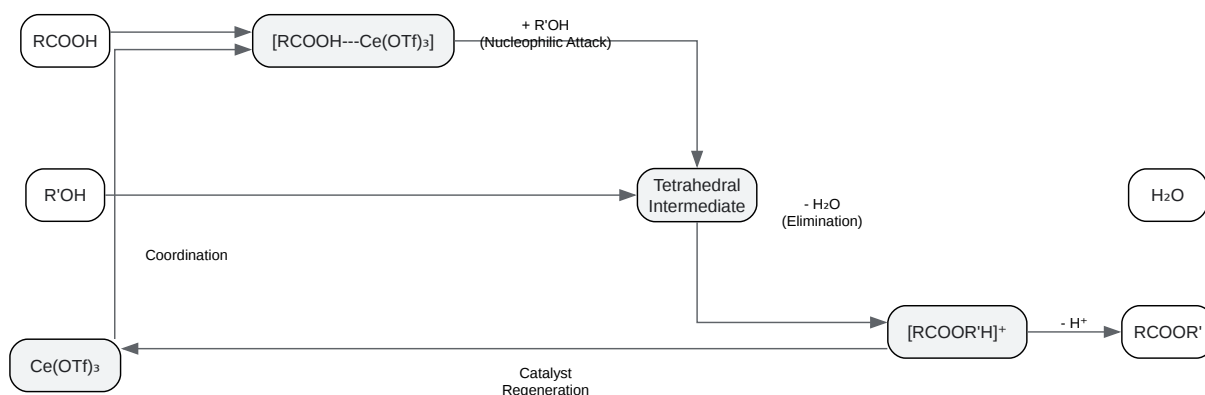 RCOOH
[RCOOH---Ce(OTf)₃]
+ R'OH
(Nucleophilic Attack)
R'OH
Tetrahedral
Intermediate
- H₂O
(Elimination)
H₂O
Coordination
[RCOOR'H]⁺
- H⁺
RCOOR'
Ce(OTf)₃
Catalyst
Regeneration